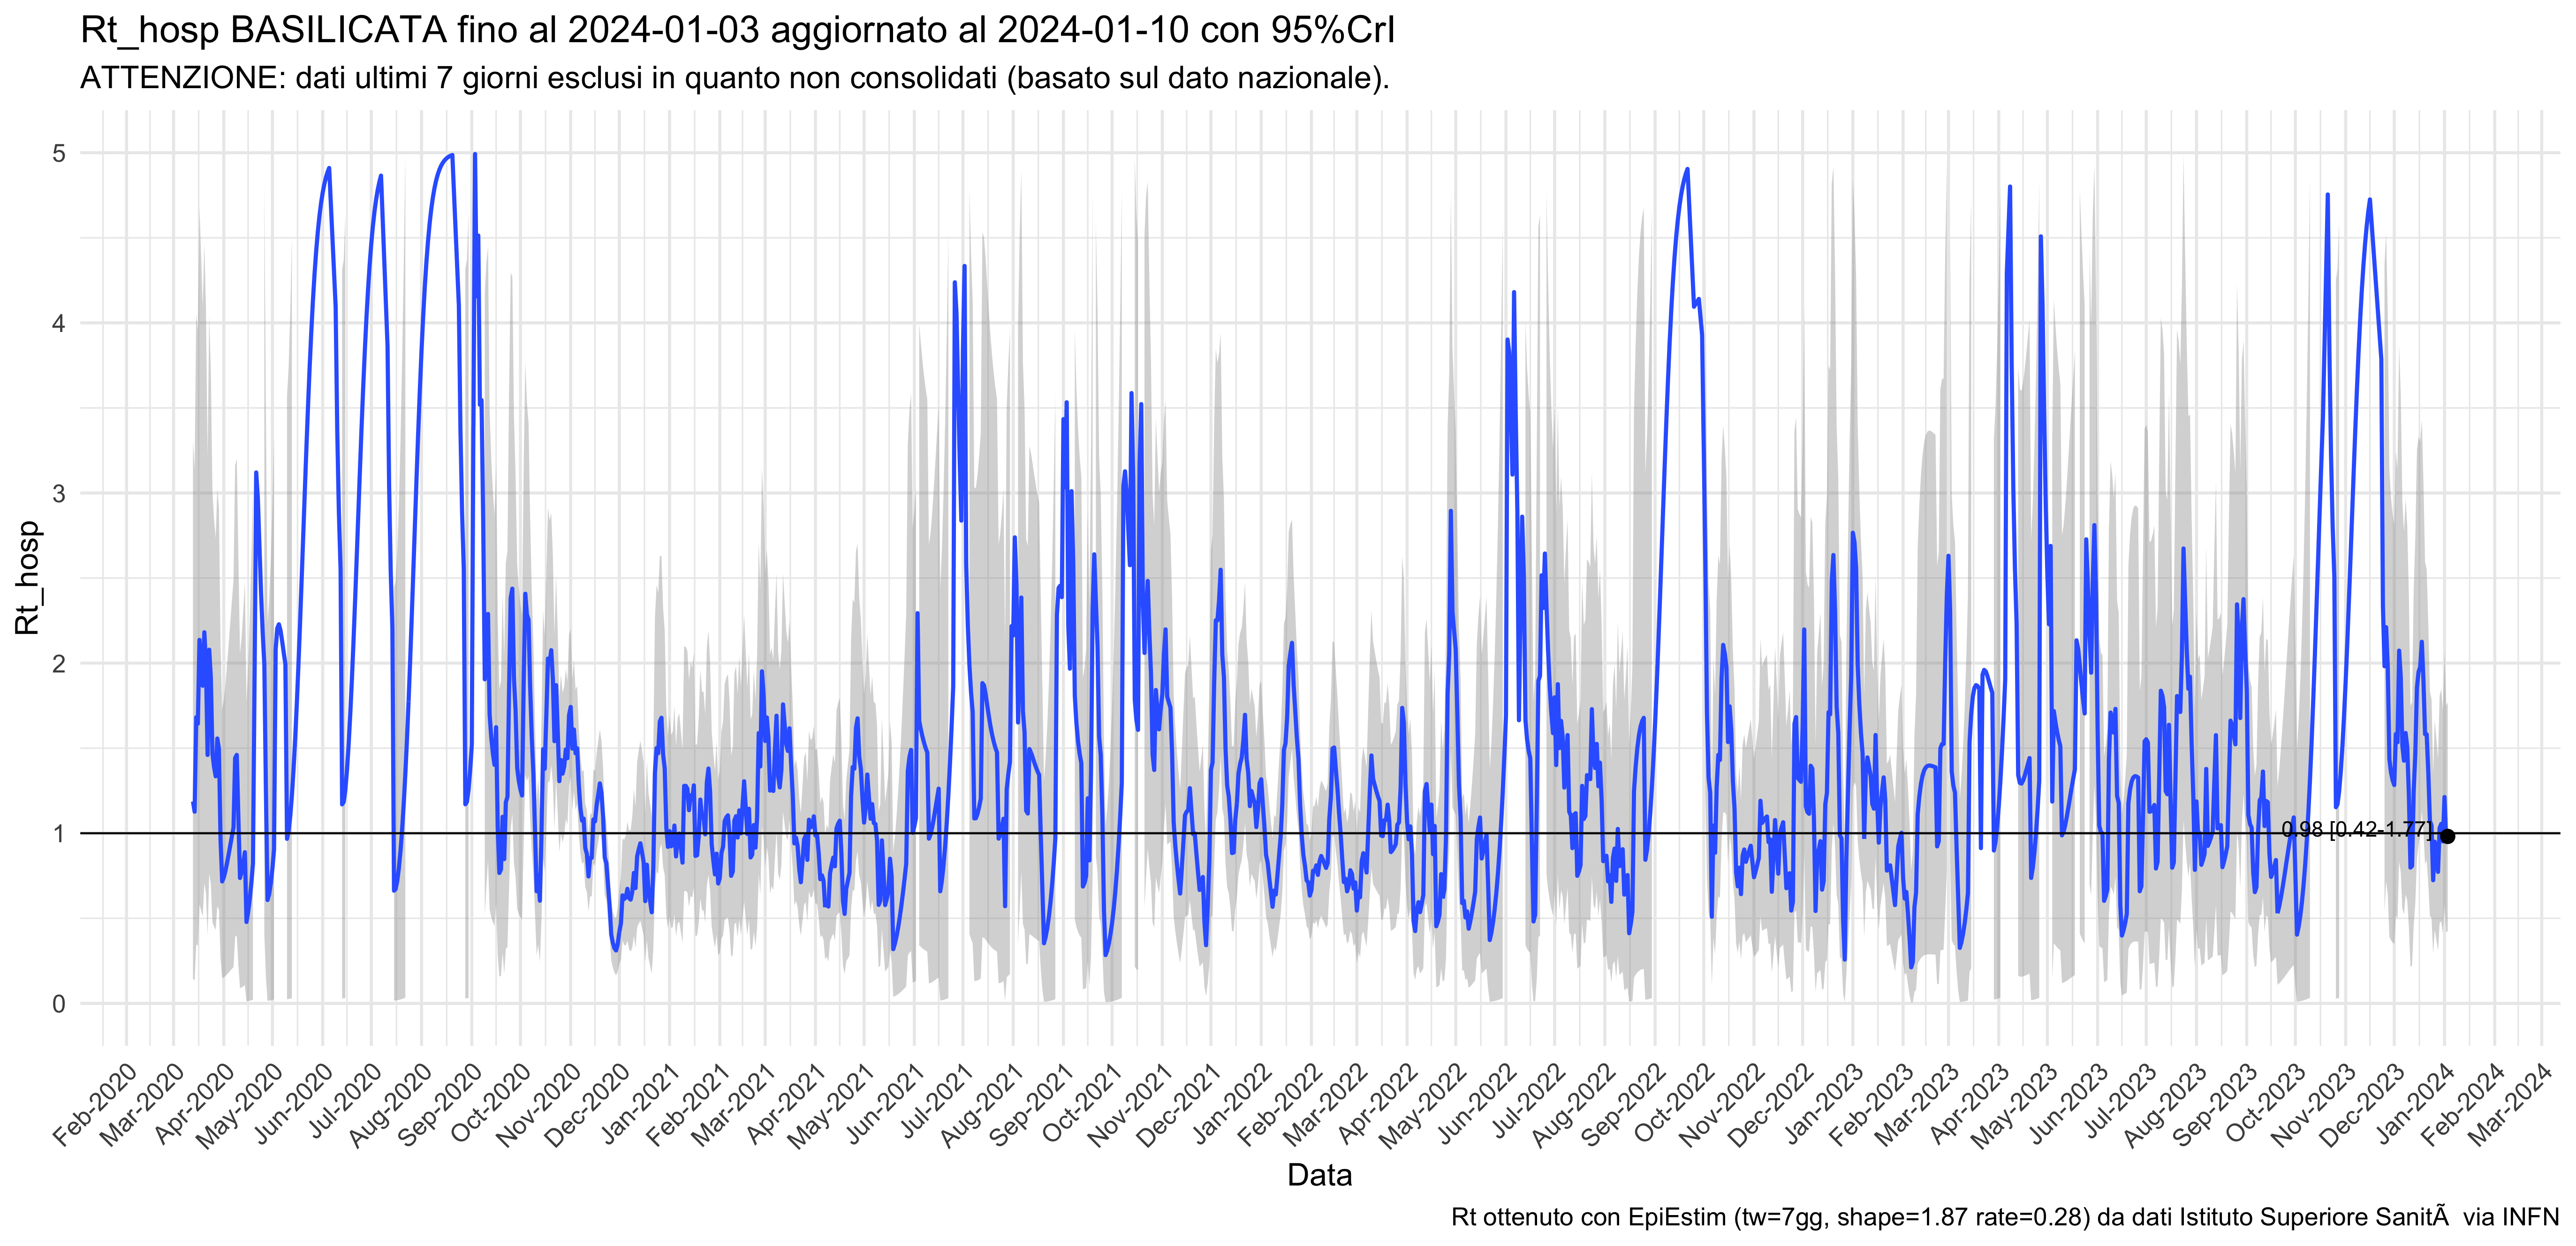 Rt_hosp BASILICATA fino al 2024-01-03 aggiornato al 2024-01-10 con 95%CrI
ATTENZIONE: dati ultimi 7 giorni esclusi in quanto non consolidati (basato sul dato nazionale).
Rt_hosp
5
4
3
2
1
0
0.98 [0.42-1.77]
Feb-2020
Mar-2020
Apr-2020
May-2020
Jun-2020
Jul-2020
Aug-2020
Sep-2020
Oct-2020
Nov-2020
Dec-2020
Jan-2021
Feb-2021
Mar-2021
Apr-2021
May-2021
Jun-2021
Jul-2021
Aug-2021
Sep-2021
Oct-2021
Nov-2021
Dec-2021
Jan-2022
Feb-2022
Mar-2022
Apr-2022
May-2022
Jun-2022
Jul-2022
Aug-2022
Sep-2022
Oct-2022
Nov-2022
Dec-2022
Jan-2023
Feb-2023
Mar-2023
Apr-2023
May-2023
Jun-2023
Jul-2023
Aug-2023
Sep-2023
Oct-2023
Nov-2023
Dec-2023
Jan-2024
Feb-2024
Mar-2024
Data
Rt ottenuto con EpiEstim (tw=7gg, shape=1.87 rate=0.28) da dati Istituto Superiore SanitÃ  via INFN